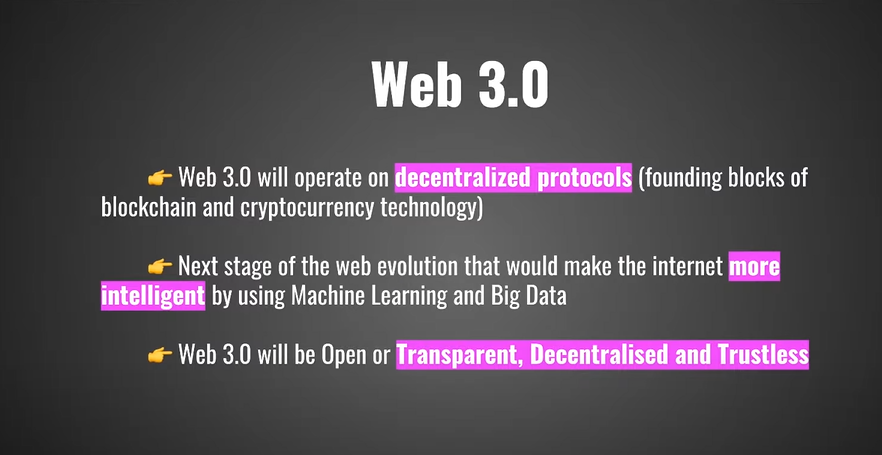 Web 3.0
👉 Web 3.0 will operate on decentralized protocols (founding blocks of
blockchain and cryptocurrency technology)
👉 Next stage of the web evolution that would make the internet more
intelligent by using Machine Learning and Big Data
👉 Web 3.0 will be Open or Transparent, Decentralised and Trustless